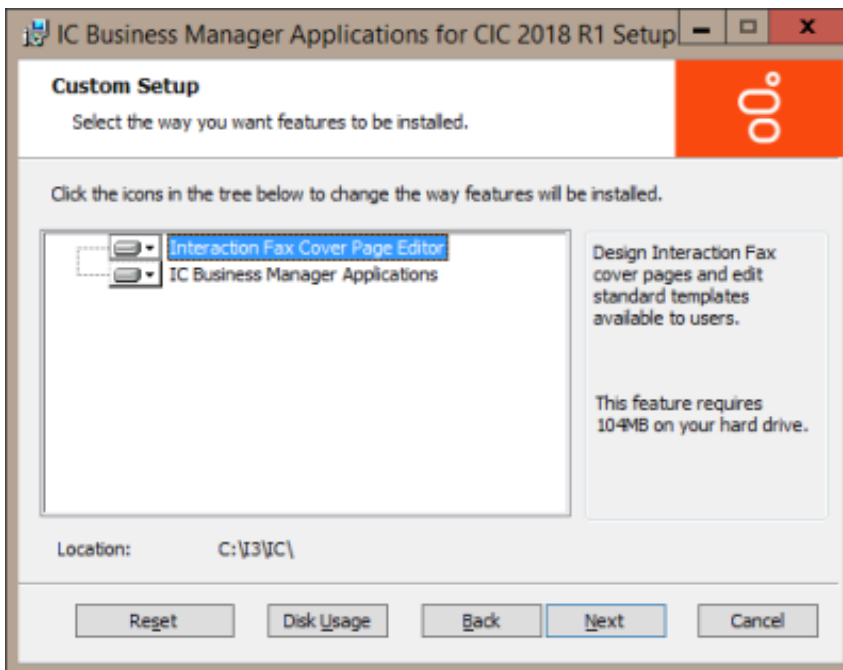 IC Business Manager Applications for CIC 2018 R1 Setup
Custom Setup
Select the way you want features to be installed.
Click the icons in the tree below to change the way features will be installed.
Interaction Fax Cover Page Editor
IC Business Manager Applications
Design Interaction Fax
cover pages and edit
standard templates
available to users.
This feature requires
104MB on your hard drive.
Location: C:\I3\IC\
Reset Disk Usage Back Next Cancel